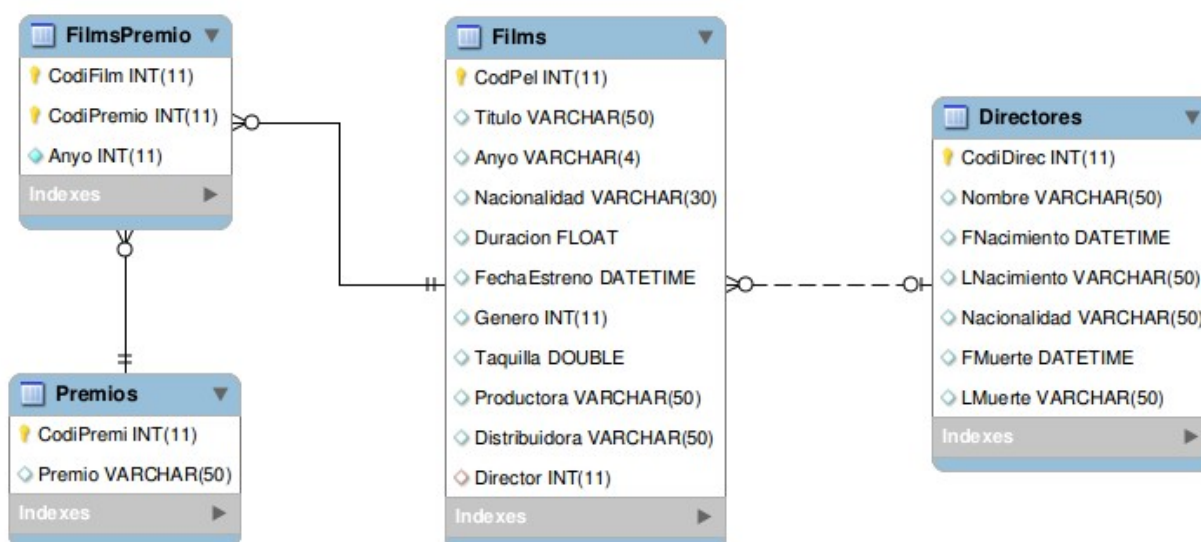 FilmsPremio
CodiFilm INT(11)
CodiPremio INT(11)
Anyo INT(11)
Indexes
Premios
CodiPremi INT(11)
Premio VARCHAR(50)
Indexes
Films
CodPel INT(11)
Titulo VARCHAR(50)
Anyo VARCHAR(4)
Nacionalidad VARCHAR(30)
Duracion FLOAT
FechaEstreno DATETIME
Genero INT(11)
Taquilla DOUBLE
Productora VARCHAR(50)
Distribuidora VARCHAR(50)
Director INT(11)
Indexes
Directores
CodiDirec INT(11)
Nombre VARCHAR(50)
FNacimiento DATETIME
LNacimiento VARCHAR(50)
Nacionalidad VARCHAR(50)
FMuerte DATETIME
LMuerte VARCHAR(50)
Indexes